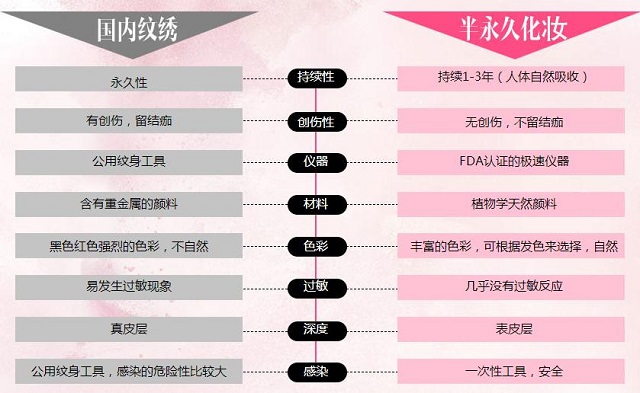 国内纹绣
半永久化妆
永久性
持续性
持续1-3年（人体自然吸收）
有创伤，留结痂
创伤性
无创伤，不留结痂
公用纹身工具
仪器
FDA认证的极速仪器
含有重金属的颜料
材料
植物学天然颜料
黑色红色强烈的色彩，不自然
色彩
丰富的色彩，可根据发色来选择，自然
易发生过敏现象
过敏
几乎没有过敏反应
真皮层
深度
表皮层
公用纹身工具，感染的危险性比较大
感染
一次性工具，安全